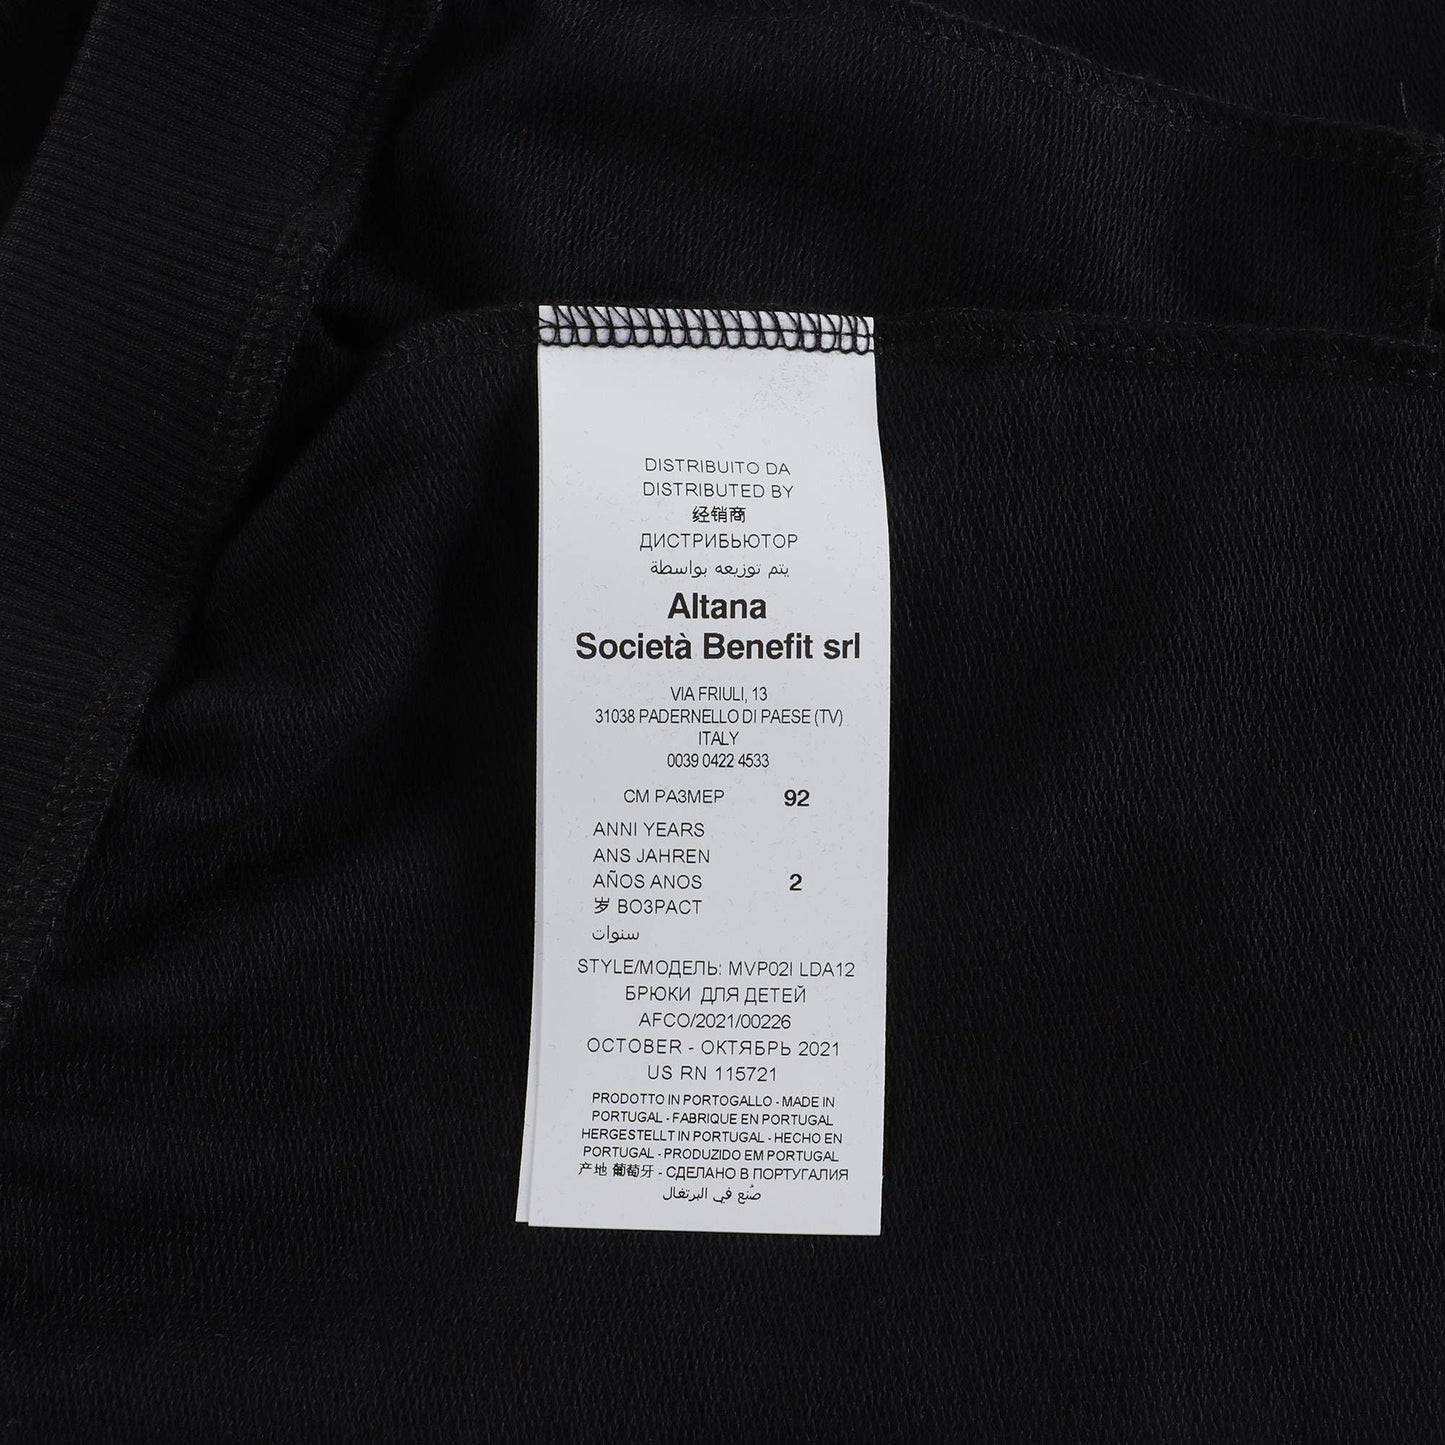 DISTRIBUITO DA
DISTRIBUTED BY
经销商
ДИСТРИБЬЮТОР
يتم توزيعه بواسطة
Altana
Società Benefit srl
VIA FRIULI, 13
31038 PADERNELLO DI PAESE (TV)
ITALY
0039 0422 4533
СМ РАЗМЕР 92
ANNI YEARS
ANS JAHREN
AÑOS ANOS 2
岁 ВОЗРАСТ
سنوات
STYLE/МОДЕЛЬ: MVP02I LDA12
БРЮКИ ДЛЯ ДЕТЕЙ
AFCO/2021/00226
OCTOBER - ОКТЯБРЬ 2021
US RN 115721
PRODOTTO IN PORTOGALLO - MADE IN
PORTUGAL - FABRIQUE EN PORTUGAL
HERGESTELLT IN PORTUGAL - HECHO EN
PORTUGAL - PRODUZIDO EM PORTUGAL
产地 葡萄牙 - СДЕЛАНО В ПОРТУГАЛИЯ
صُنع في البرتغال